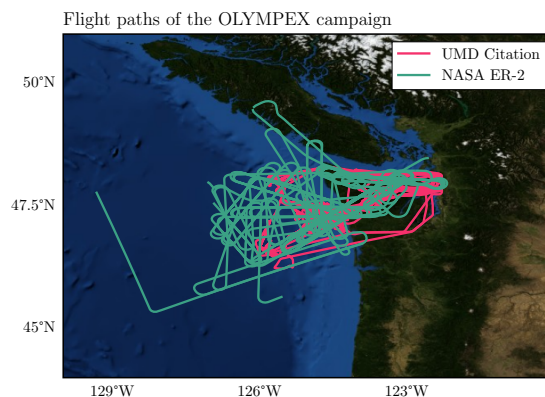 Flight paths of the OLYMPEX campaign
UMD Citation
NASA ER-2
50°N
47.5°N
45°N
129°W
126°W
123°W